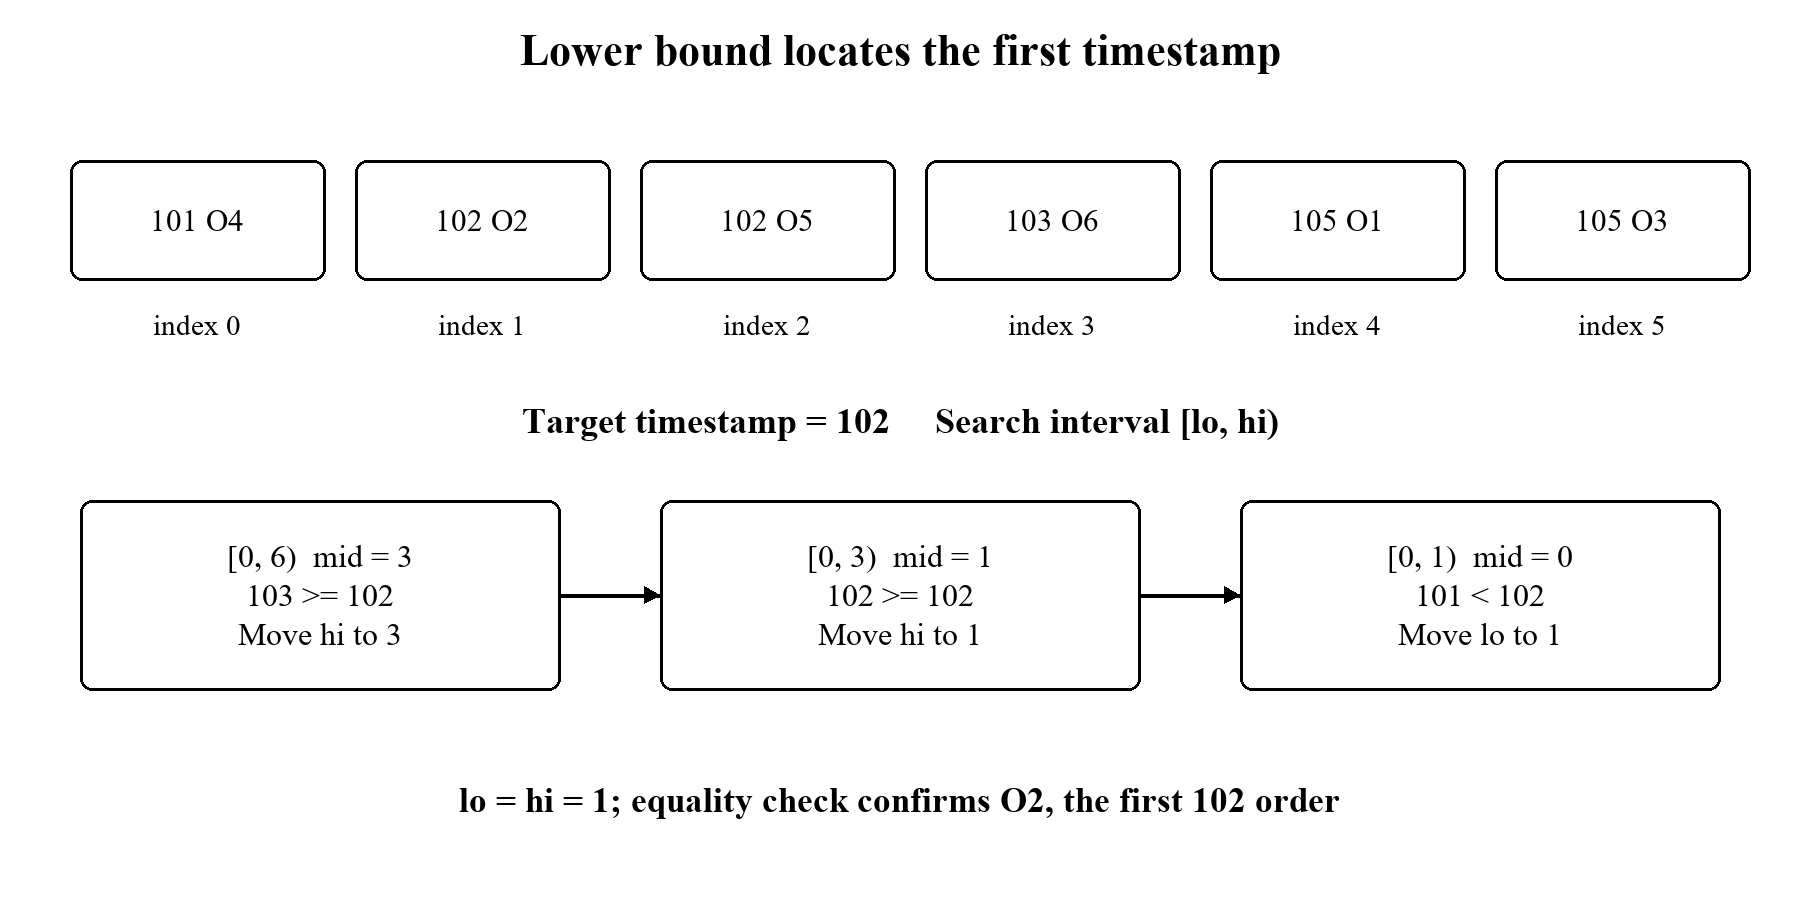 Lower bound locates the first timestamp
101 O4
102 O2
102 O5
103 O6
105 O1
105 O3
index 0
index 1
index 2
index 3
index 4
index 5
Target timestamp = 102     Search interval [lo, hi)
[0, 6)  mid = 3
103 >= 102
Move hi to 3
[0, 3)  mid = 1
102 >= 102
Move hi to 1
[0, 1)  mid = 0
101 < 102
Move lo to 1
lo = hi = 1; equality check confirms O2, the first 102 order